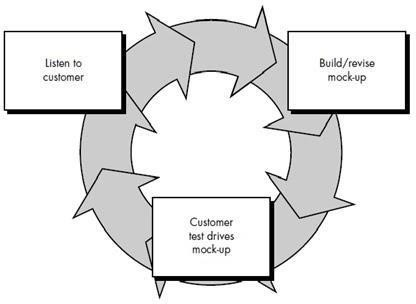 Listen to
customer
Build/revise
mock-up
Customer
test drives
mock-up